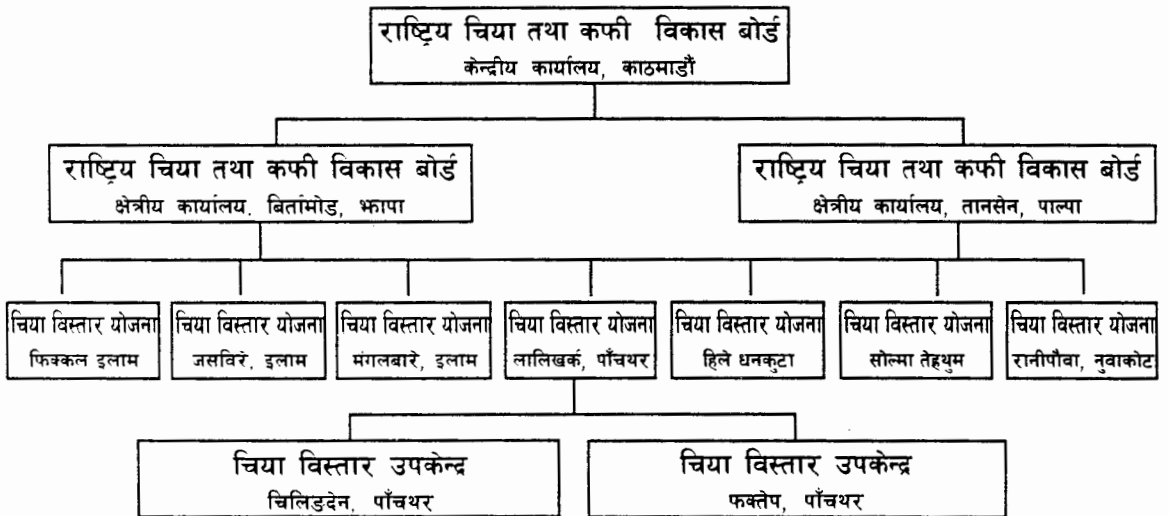 राष्ट्रिय चिया तथा कफी विकास बोर्ड
केन्द्रीय कार्यालय, काठमाडौं
राष्ट्रिय चिया तथा कफी विकास बोर्ड
क्षेत्रीय कार्यालय, बिर्तामोड, झापा
राष्ट्रिय चिया तथा कफी विकास बोर्ड
क्षेत्रीय कार्यालय, तानसेन, पाल्पा
चिया विस्तार योजना
फिक्कल इलाम
चिया विस्तार योजना
जसविरे, इलाम
चिया विस्तार योजना
मंगलबारे, इलाम
चिया विस्तार योजना
लालिखर्क, पाँचथर
चिया विस्तार योजना
हिले धनकुटा
चिया विस्तार योजना
सोल्मा तेह्रथुम
चिया विस्तार योजना
रानीपौवा, नुवाकोट
चिया विस्तार उपकेन्द्र
चिलिङदेन, पाँचथर
चिया विस्तार उपकेन्द्र
फक्तेप, पाँचथर